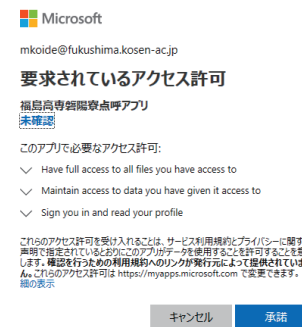 Microsoft
mkoide@fukushima.kosen-ac.jp
要求されているアクセス許可
福島高専磐陽寮点呼アプリ
未確認
このアプリで必要なアクセス許可:
Have full access to all files you have access to
Maintain access to data you have given it access to
Sign you in and read your profile
これらのアクセス許可を受け入れることは、サービス利用規約とプライバシーに関す
声明で指定されているとおりにこのアプリがデータを使用することを許可することを意
します。確認を行うための利用規約へのリンクが発行元によって提供されていま
ん。これらのアクセス許可は https://myapps.microsoft.com で変更できます。
細の表示
キャンセル
承諾